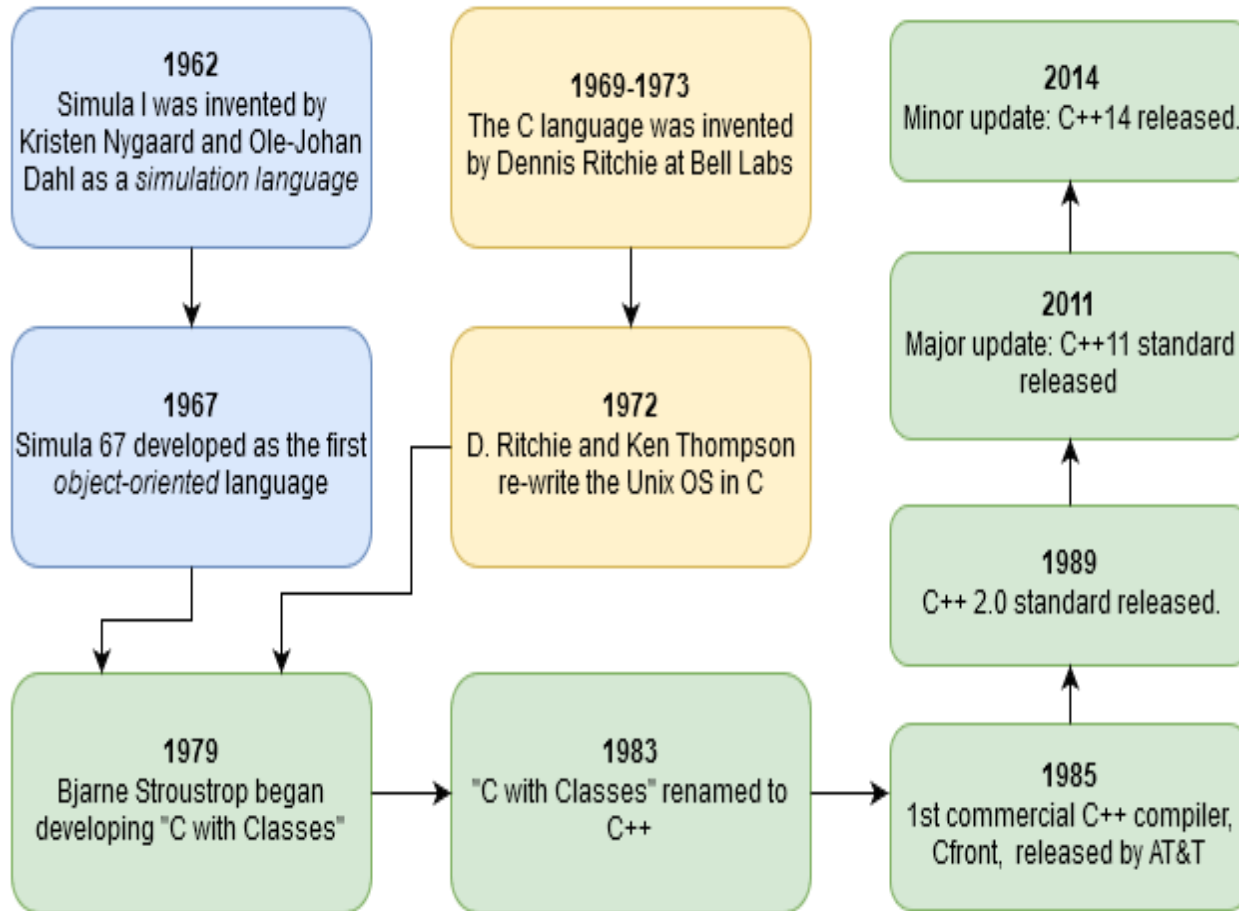 1962
Simula I was invented by
Kristen Nygaard and Ole-Johan
Dahl as a simulation language
1967
Simula 67 developed as the first
object-oriented language
1969-1973
The C language was invented
by Dennis Ritchie at Bell Labs
1972
D. Ritchie and Ken Thompson
re-write the Unix OS in C
1979
Bjarne Stroustrop began
developing "C with Classes"
1983
"C with Classes" renamed to
C++
1985
1st commercial C++ compiler,
Cfront, released by AT&T
1989
C++ 2.0 standard released.
2011
Major update: C++11 standard
released
2014
Minor update: C++14 released.